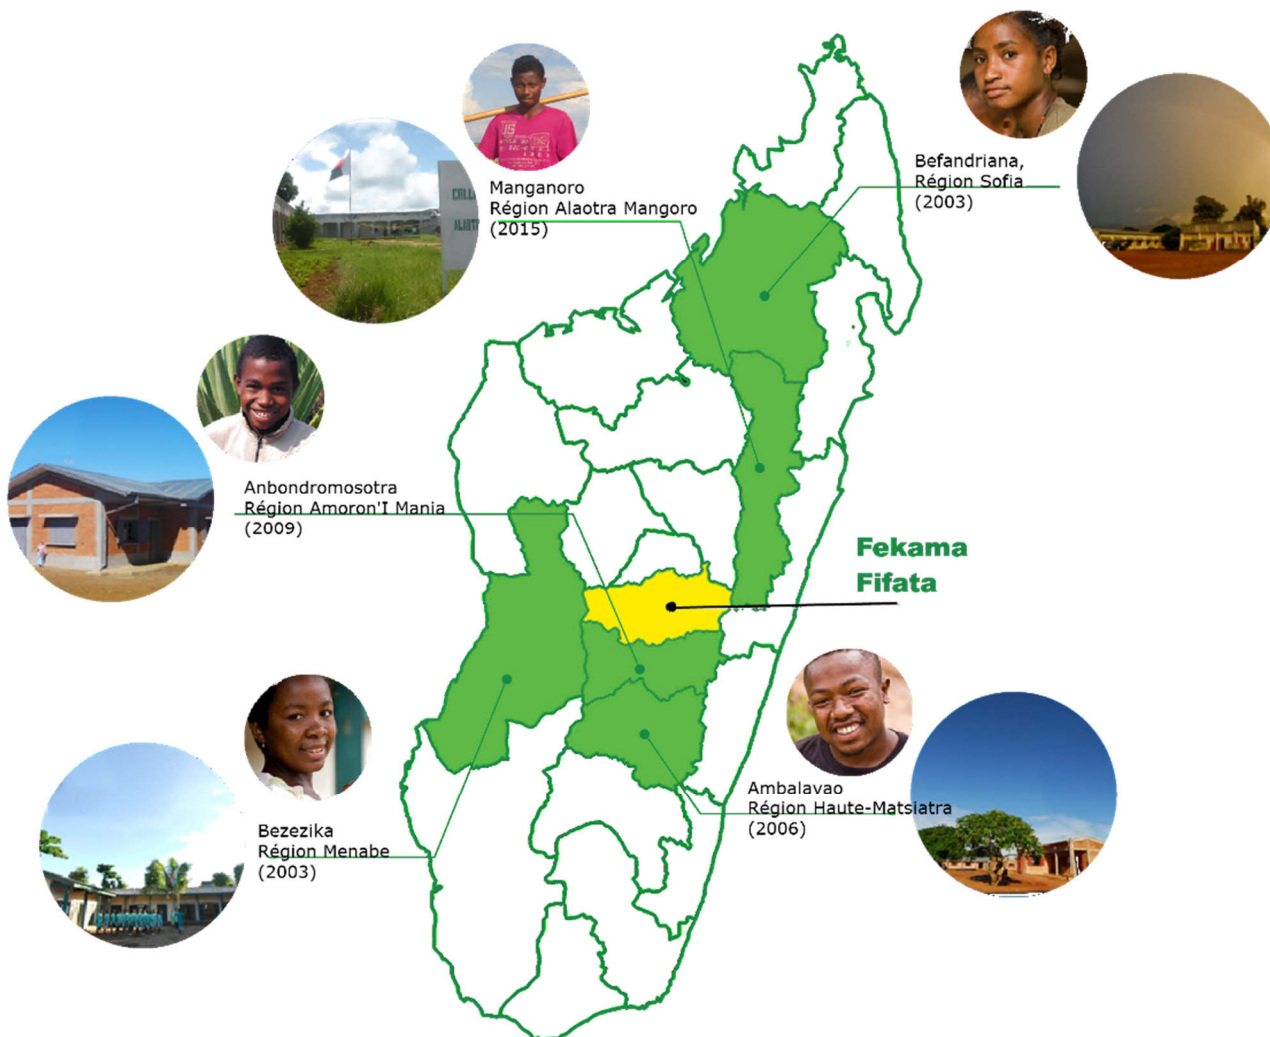 Manganoro
Région Alaotra Mangoro
(2015)
Befandriana,
Région Sofia
(2003)
Anbondromosotra
Région Amoron'I Mania
(2009)
Fekama
Fifata
Bezezika
Région Menabe
(2003)
Ambalavao
Région Haute-Matsiatra
(2006)